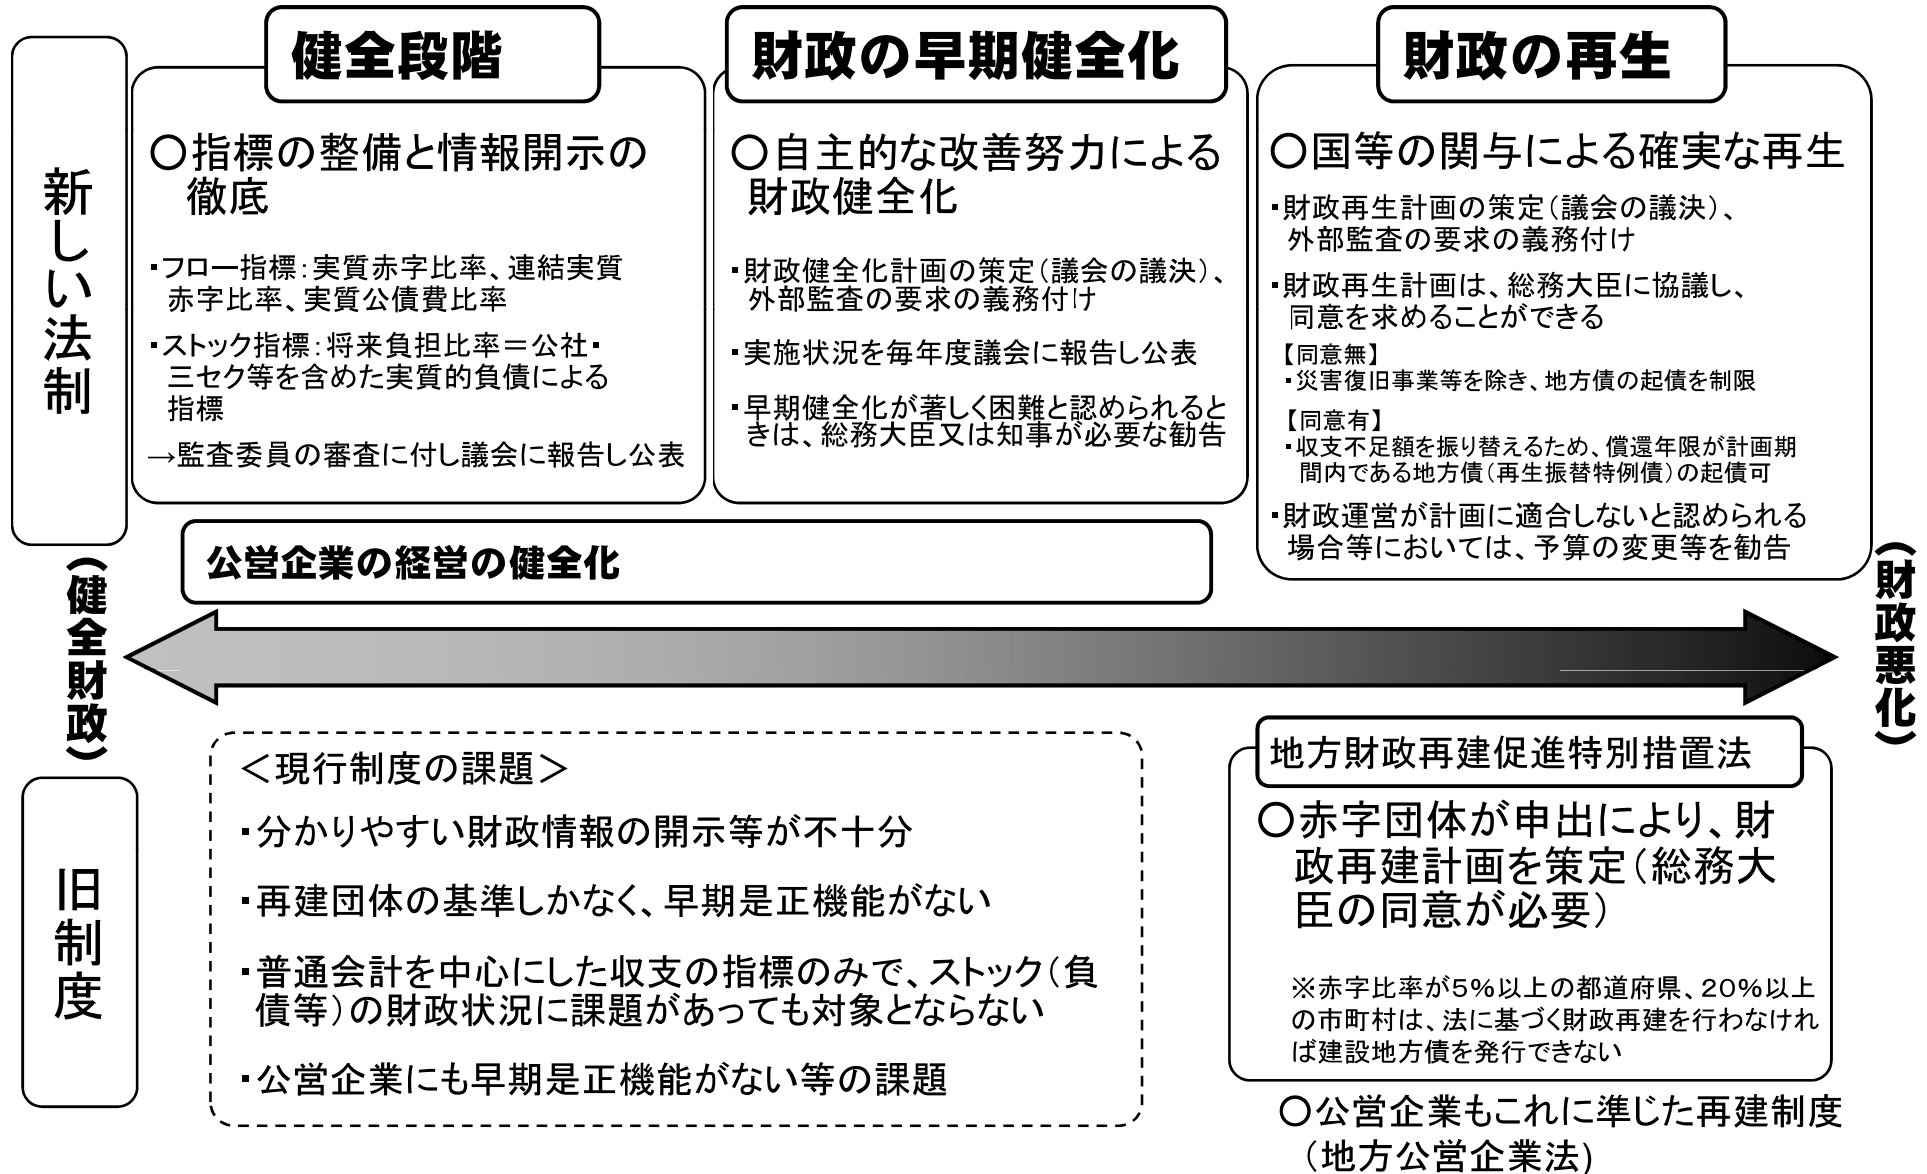 新しい法制
健全段階
〇指標の整備と情報開示の
徹底
・フロー指標：実質赤字比率、連結実質
赤字比率、実質公債費比率
・ストック指標：将来負担比率＝公社・
三セク等を含めた実質的負債による
指標
→監査委員の審査に付し議会に報告し公表
財政の早期健全化
〇自主的な改善努力による
財政健全化
・財政健全化計画の策定（議会の議決）、
外部監査の要求の義務付け
・実施状況を毎年度議会に報告し公表
・早期健全化が著しく困難と認められると
きは、総務大臣又は知事が必要な勧告
財政の再生
〇国等の関与による確実な再生
・財政再生計画の策定（議会の議決）、
外部監査の要求の義務付け
・財政再生計画は、総務大臣に協議し、
同意を求めることができる
【同意無】
・災害復旧事業等を除き、地方債の起債を制限
【同意有】
・収支不足額を振り替えるため、償還年限が計画期
間内である地方債（再生振替特例債）の起債可
・財政運営が計画に適合しないと認められる
場合等においては、予算の変更等を勧告
公営企業の経営の健全化
（健全財政）
（財政悪化）
旧制度
＜現行制度の課題＞
・分かりやすい財政情報の開示等が不十分
・再建団体の基準しかなく、早期是正機能がない
・普通会計を中心にした収支の指標のみで、ストック（負
債等）の財政状況に課題があっても対象とならない
・公営企業にも早期是正機能がない等の課題
地方財政再建促進特別措置法
〇赤字団体が申出により、財
政再建計画を策定（総務大
臣の同意が必要）
※赤字比率が5%以上の都道府県、20%以上
の市町村は、法に基づく財政再建を行わなけれ
ば建設地方債を発行できない
〇公営企業もこれに準じた再建制度
（地方公営企業法）